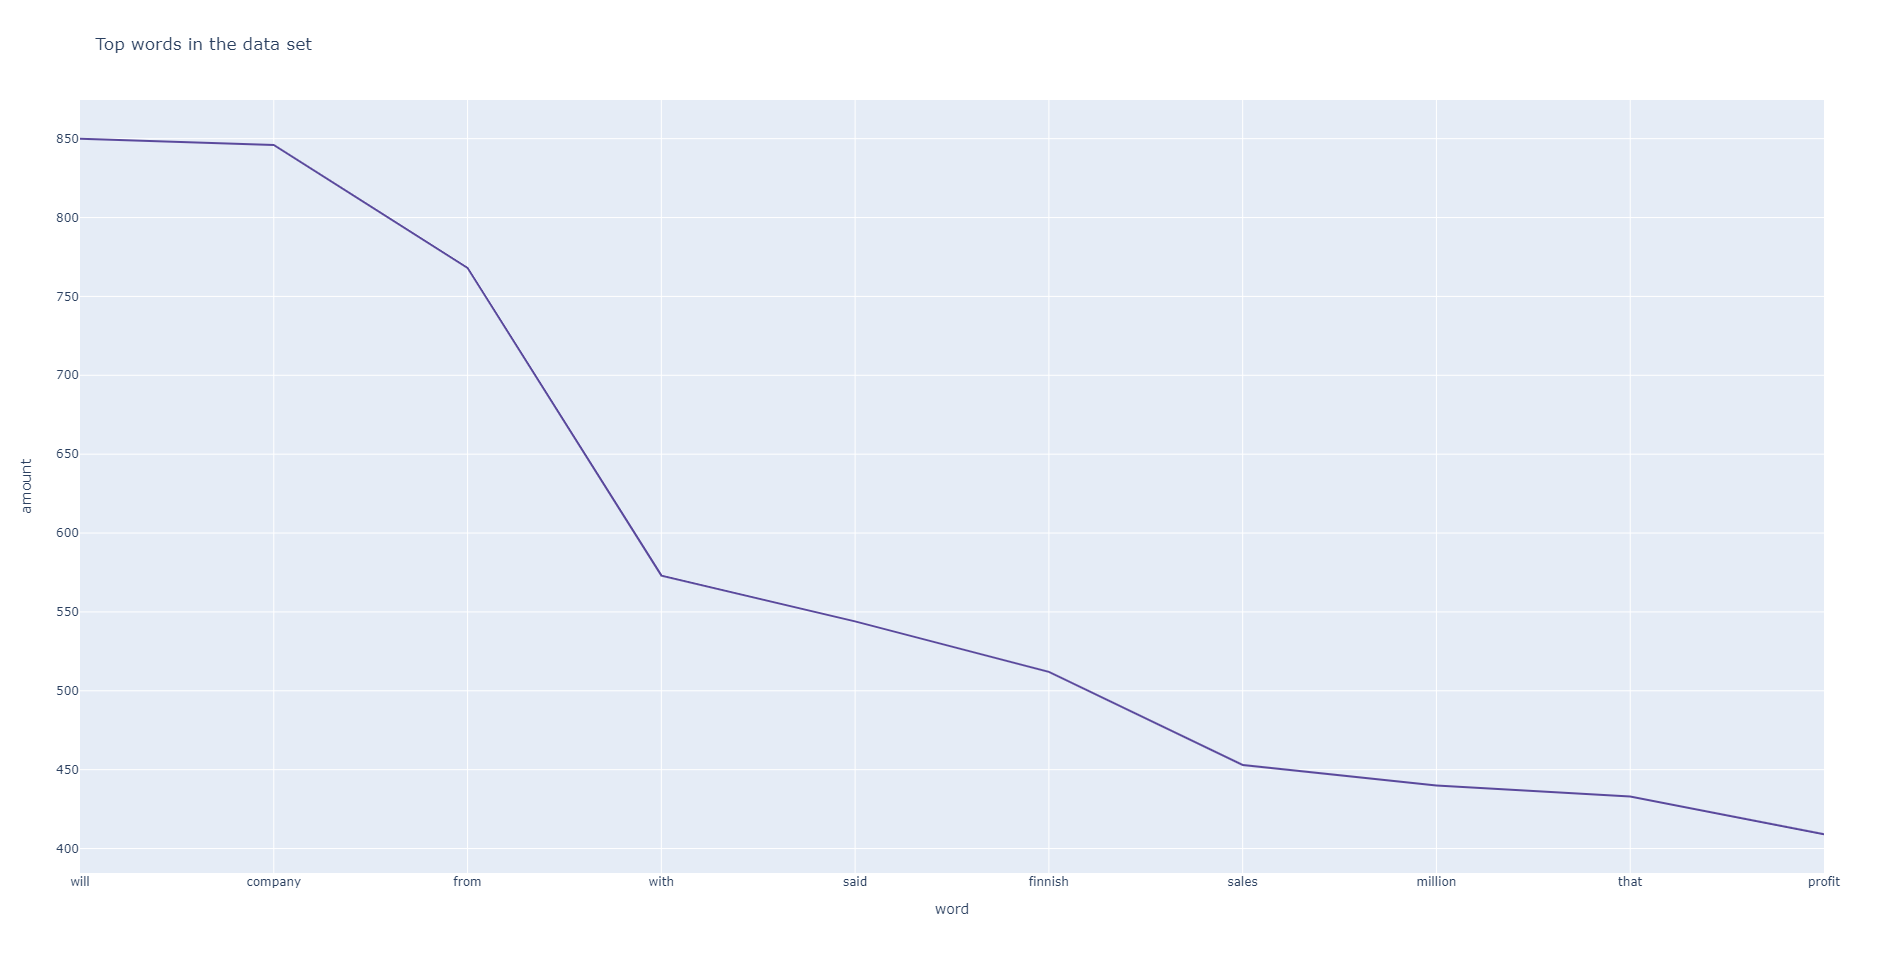 Top words in the data set
amount
850
800
750
700
650
600
550
500
450
400
will company from with said finnish sales million that profit
word